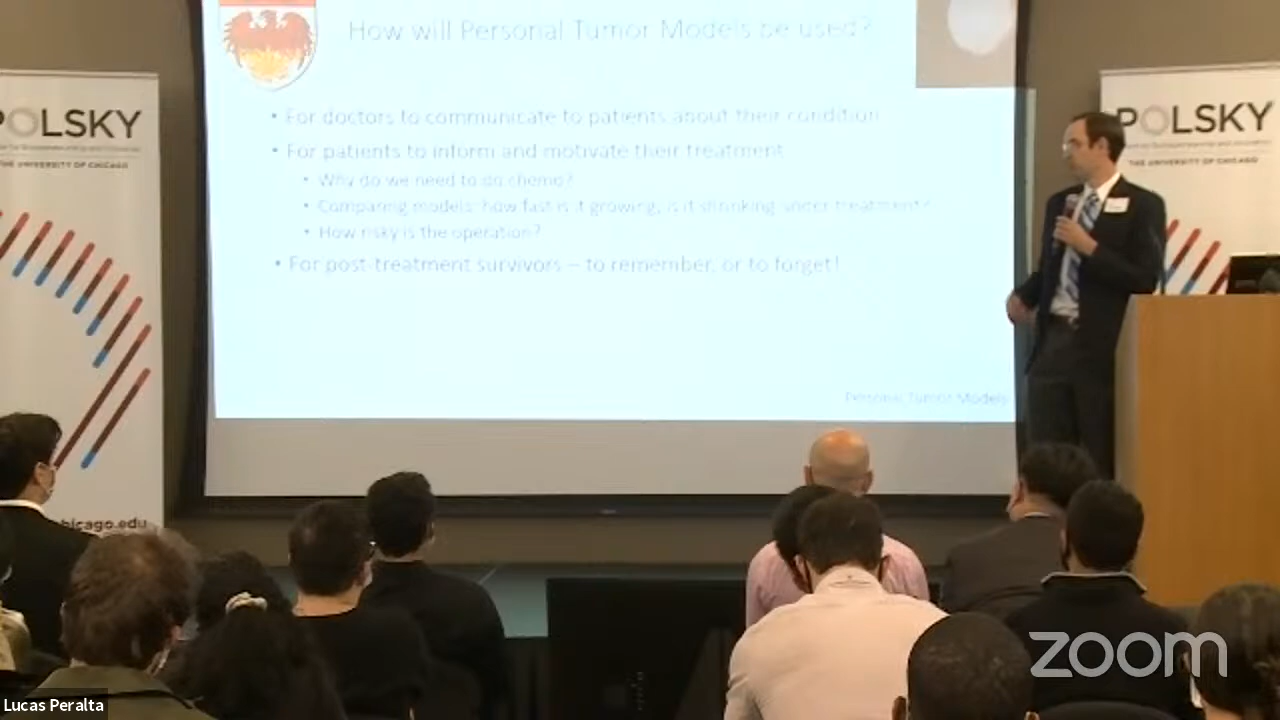 How will Personal Tumor Models be used?
• For doctors to communicate to patients about their condition
• For patients to inform and motivate their treatment
• Why do we need to do chemo?
• Comparing models: how fast is it growing, is it shrinking under treatment?
• How risky is the operation?
• For post-treatment survivors – to remember, or to forget!
Personal Tumor Models
POLSKY
THE UNIVERSITY OF CHICAGO
hicago.edu
POLSKY
THE UNIVERSITY OF CHICAGO
zoom
Lucas Peralta